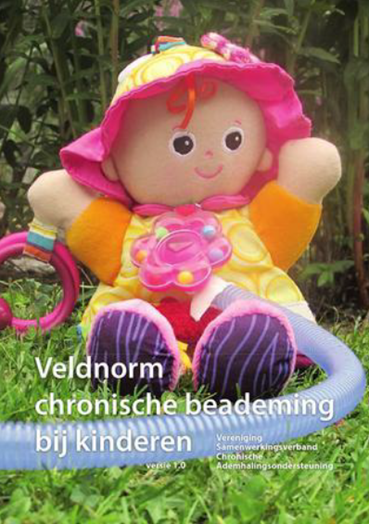 Veldnorm
chronische beademing
bij kinderen
versie 1.0
Vereniging
Samenwerkingsverband
Chronische
Ademhalingsondersteuning